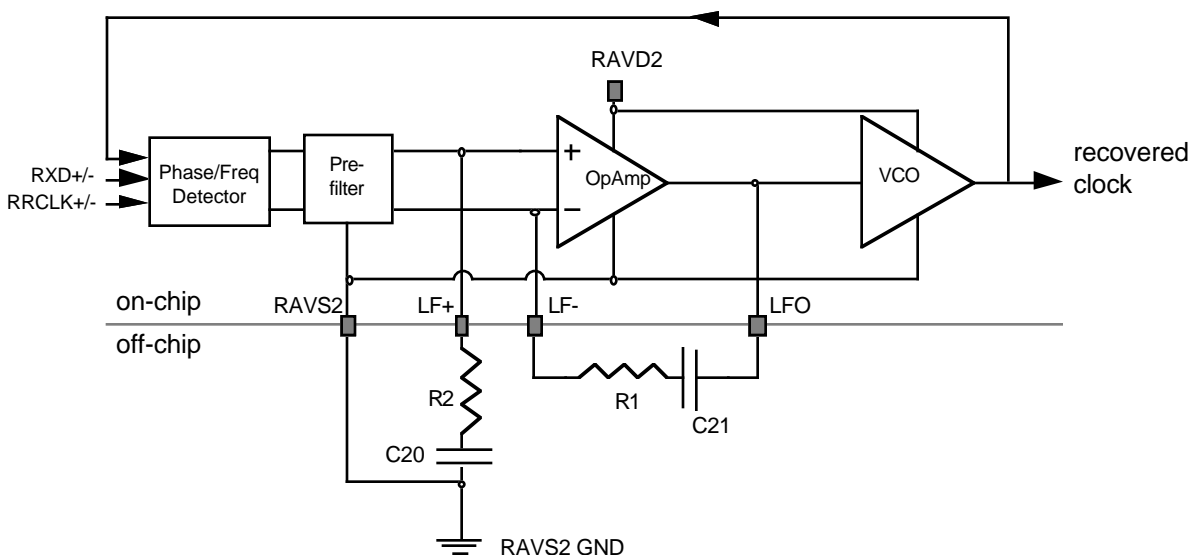 RAVD2
RXD+/-
RRCLK+/-
Phase/Freq
Detector
Pre-
filter
+
OpAmp
−
VCO
recovered
clock
on-chip
RAVS2
LF+
LF-
LFO
off-chip
R2
R1
C21
C20
RAVS2 GND